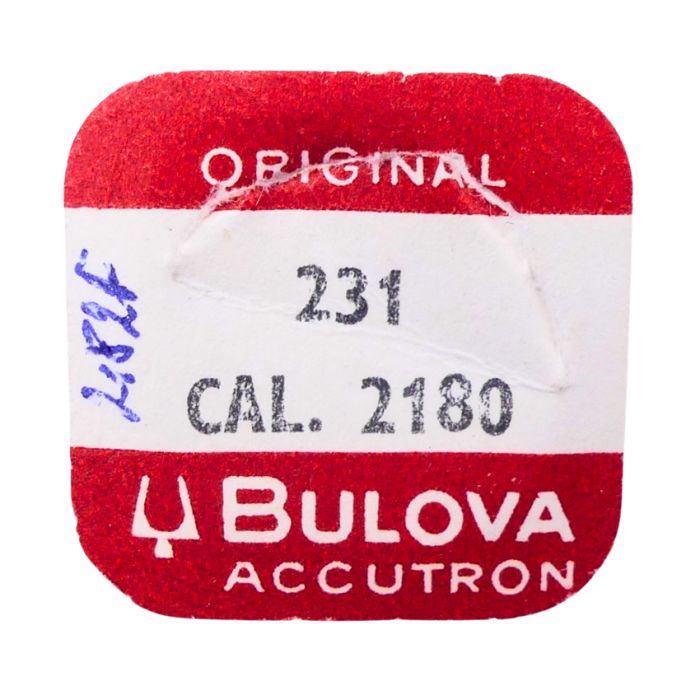 ORIGINAL
231
CAL. 2180
BULOVA
ACCUTRON